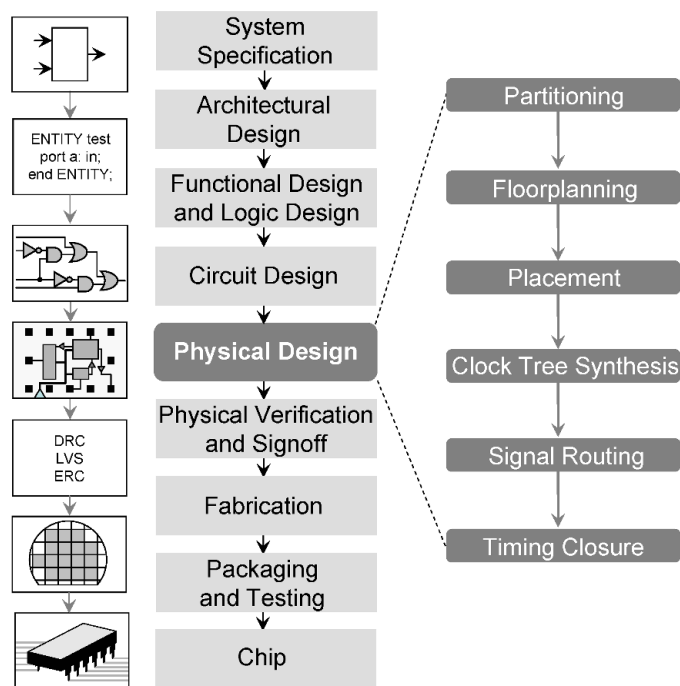 System
Specification
Architectural
Design
ENTITY test
port a: in;
end ENTITY;
Functional Design
and Logic Design
Circuit Design
Physical Design
Physical Verification
and Signoff
DRC
LVS
ERC
Fabrication
Packaging
and Testing
Chip
Partitioning
Floorplanning
Placement
Clock Tree Synthesis
Signal Routing
Timing Closure